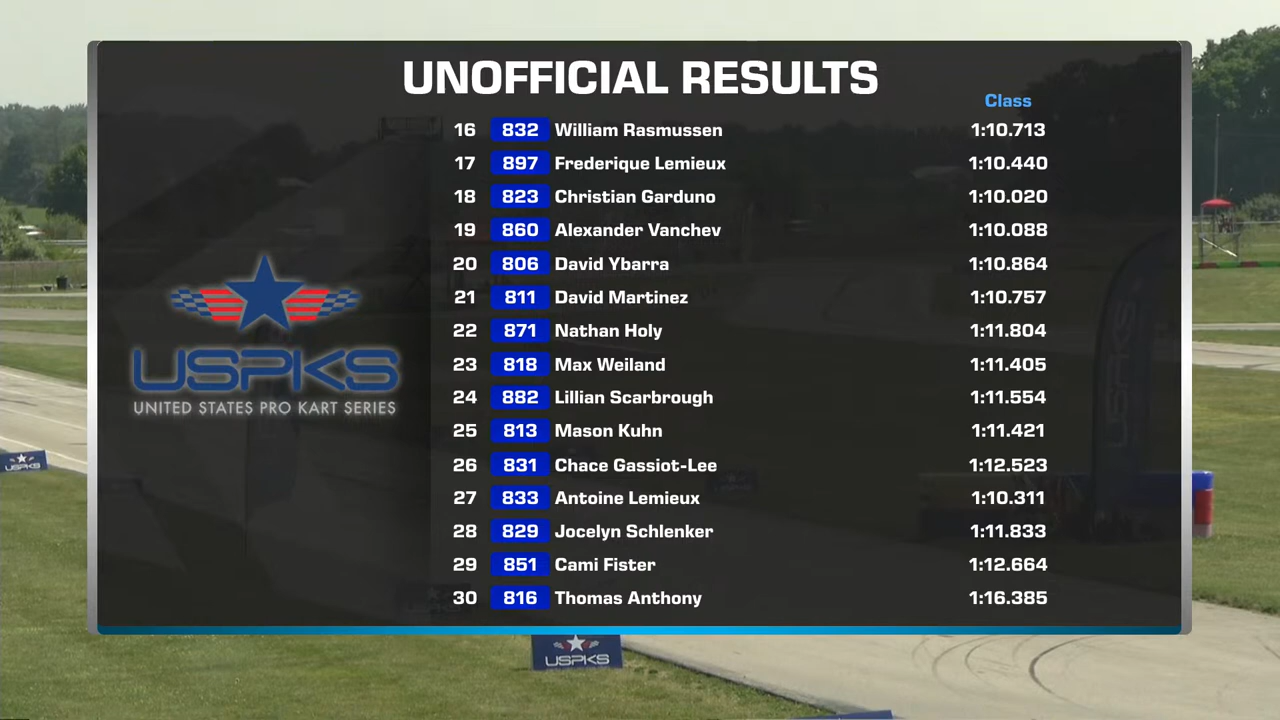 UNOFFICIAL RESULTS
Class
16 832 William Rasmussen 1:10.713
17 897 Frederique Lemieux 1:10.440
18 823 Christian Garduno 1:10.020
19 860 Alexander Vanchev 1:10.088
20 806 David Ybarra 1:10.864
21 811 David Martinez 1:10.757
22 871 Nathan Holy 1:11.804
23 818 Max Weiland 1:11.405
24 882 Lillian Scarbrough 1:11.554
25 813 Mason Kuhn 1:11.421
26 831 Chace Gassiot-Lee 1:12.523
27 833 Antoine Lemieux 1:10.311
28 829 Jocelyn Schlenker 1:11.833
29 851 Cami Fister 1:12.664
30 816 Thomas Anthony 1:16.385
USPKS
UNITED STATES PRO KART SERIES
USPKS
USPKS